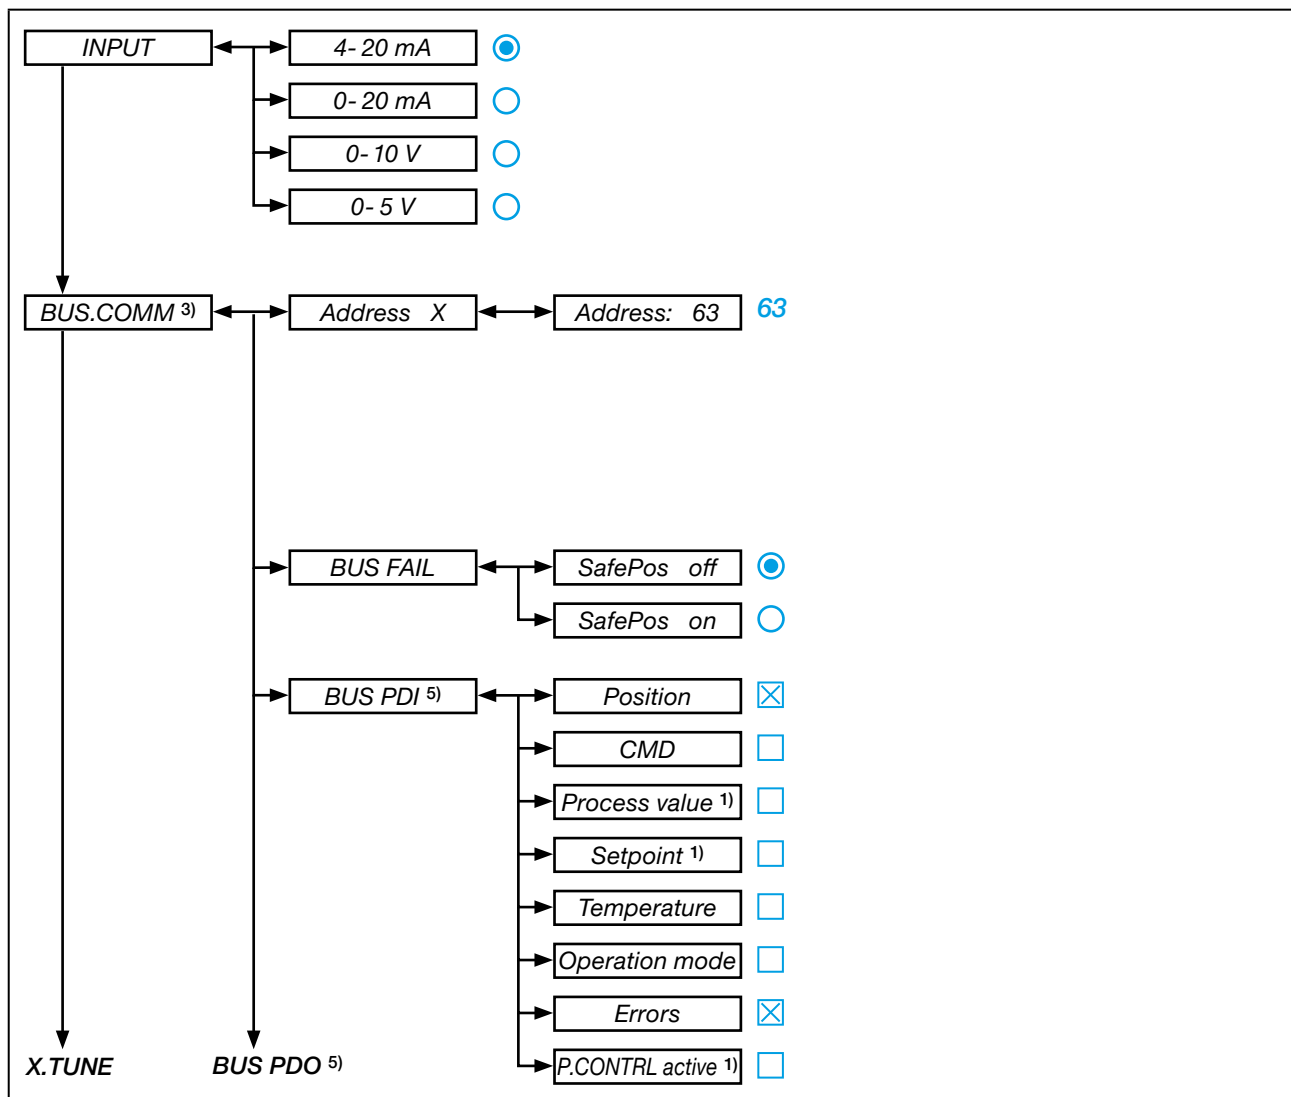 INPUT 4-20 mA
0-20 mA
0-10 V
0-5 V
BUS.COMM 3) Address X Address: 63 63
BUS FAIL SafePos off
SafePos on
BUS PDI 5) Position
CMD
Process value 1)
Setpoint 1)
Temperature
Operation mode
Errors
X.TUNE BUS PDO 5) P.CONTRL active 1)